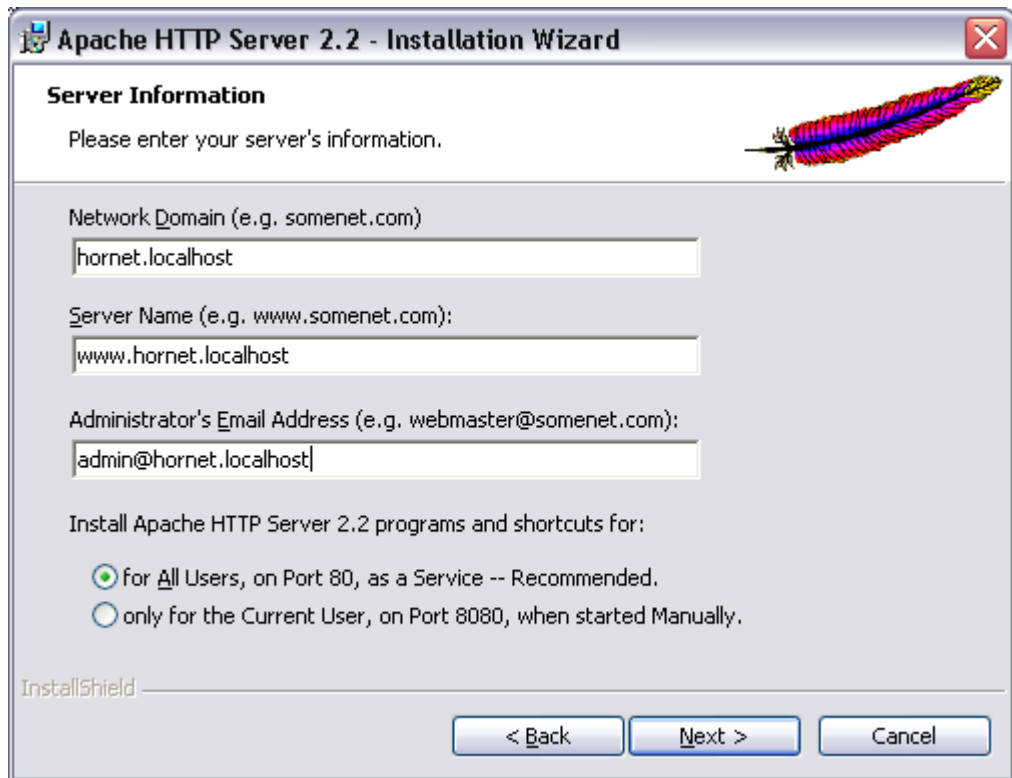 Apache HTTP Server 2.2 - Installation Wizard
Server Information
Please enter your server's information.
Network Domain (e.g. somenet.com)
hornet.localhost
Server Name (e.g. www.somenet.com):
www.hornet.localhost
Administrator's Email Address (e.g. webmaster@somenet.com):
admin@hornet.localhost
Install Apache HTTP Server 2.2 programs and shortcuts for:
for All Users, on Port 80, as a Service -- Recommended.
only for the Current User, on Port 8080, when started Manually.
InstallShield
< Back Next > Cancel